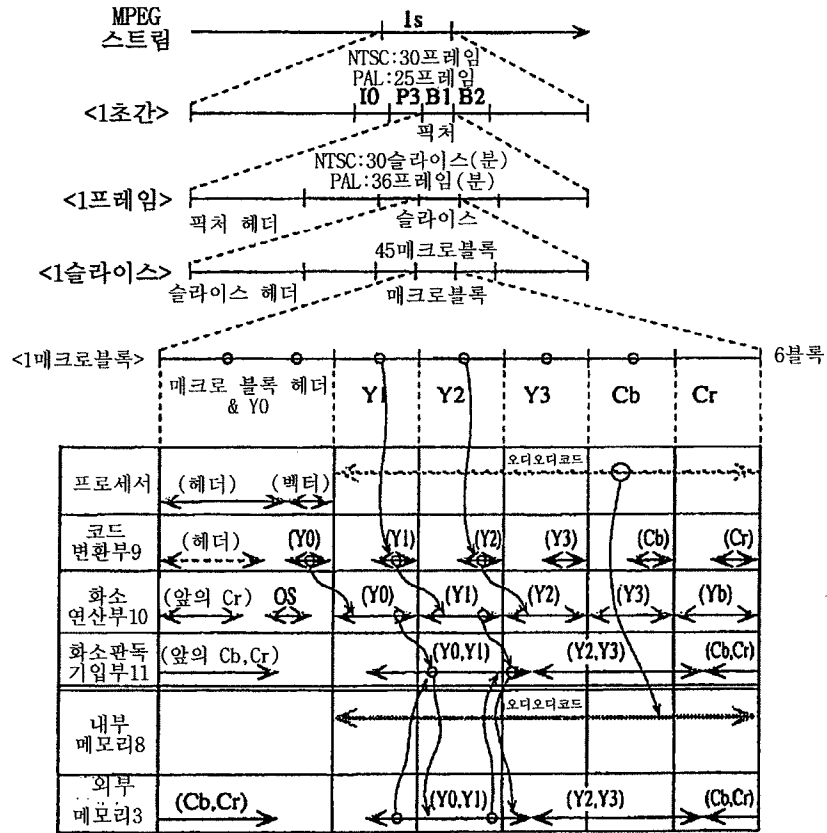 MPEG
스트림
1s
NTSC:30프레임
PAL:25프레임
<1초간>
I0 P3 B1 B2
픽처
NTSC:30슬라이스(분)
PAL:36프레임(분)
<1프레임>
픽처 헤더
슬라이스
45매크로블록
<1슬라이스>
슬라이스 헤더
매크로블록
<1매크로블록>
6블록
매크로 블록 헤더
& Y0
Y1
Y2
Y3
Cb
Cr
프로세서
(헤더)
(벡터)
오디오디코드
코드
변환부9
(헤더)
(Y0)
(Y1)
(Y2)
(Y3)
(Cb)
(Cr)
화소
연산부10
(앞의 Cr)
OS
(Y0)
(Y1)
(Y2)
(Y3)
(Yb)
화소판독
기입부11
(앞의 Cb,Cr)
(Y0,Y1)
(Y2,Y3)
(Cb,Cr)
내부
메모리8
오디오디코드
외부
메모리3
(Cb,Cr)
(Y0,Y1)
(Y2,Y3)
(Cb,Cr)